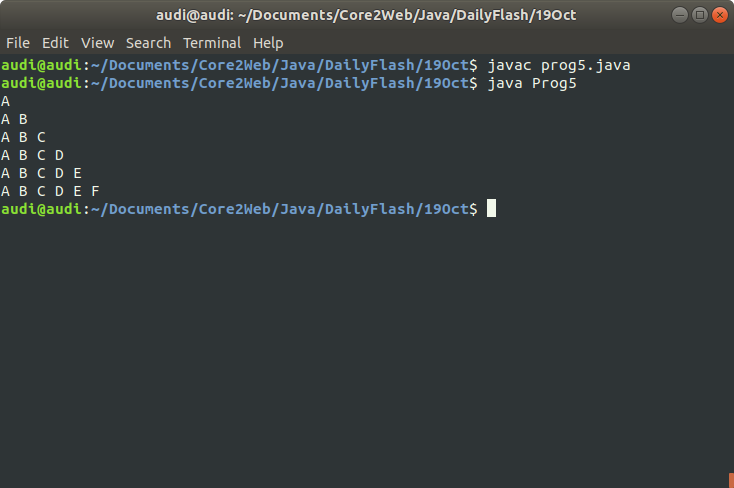 audi@audi: ~/Documents/Core2Web/Java/DailyFlash/19Oct
File Edit View Search Terminal Help
audi@audi:~/Documents/Core2Web/Java/DailyFlash/19Oct$ javac prog5.java
audi@audi:~/Documents/Core2Web/Java/DailyFlash/19Oct$ java Prog5
A
A B
A B C
A B C D
A B C D E
A B C D E F
audi@audi:~/Documents/Core2Web/Java/DailyFlash/19Oct$